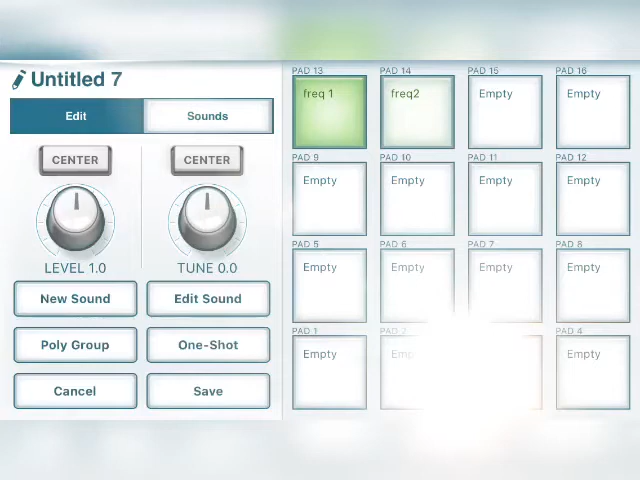 Untitled 7
Edit
Sounds
CENTER
CENTER
LEVEL 1.0
TUNE 0.0
New Sound
Edit Sound
Poly Group
One-Shot
Cancel
Save
PAD 13
PAD 14
PAD 15
PAD 16
freq 1
freq2
Empty
Empty
PAD 9
PAD 10
PAD 11
PAD 12
Empty
Empty
Empty
Empty
PAD 5
PAD 6
PAD 7
PAD 8
Empty
Empty
Empty
Empty
PAD 1
PAD 2
PAD 4
Empty
Empty